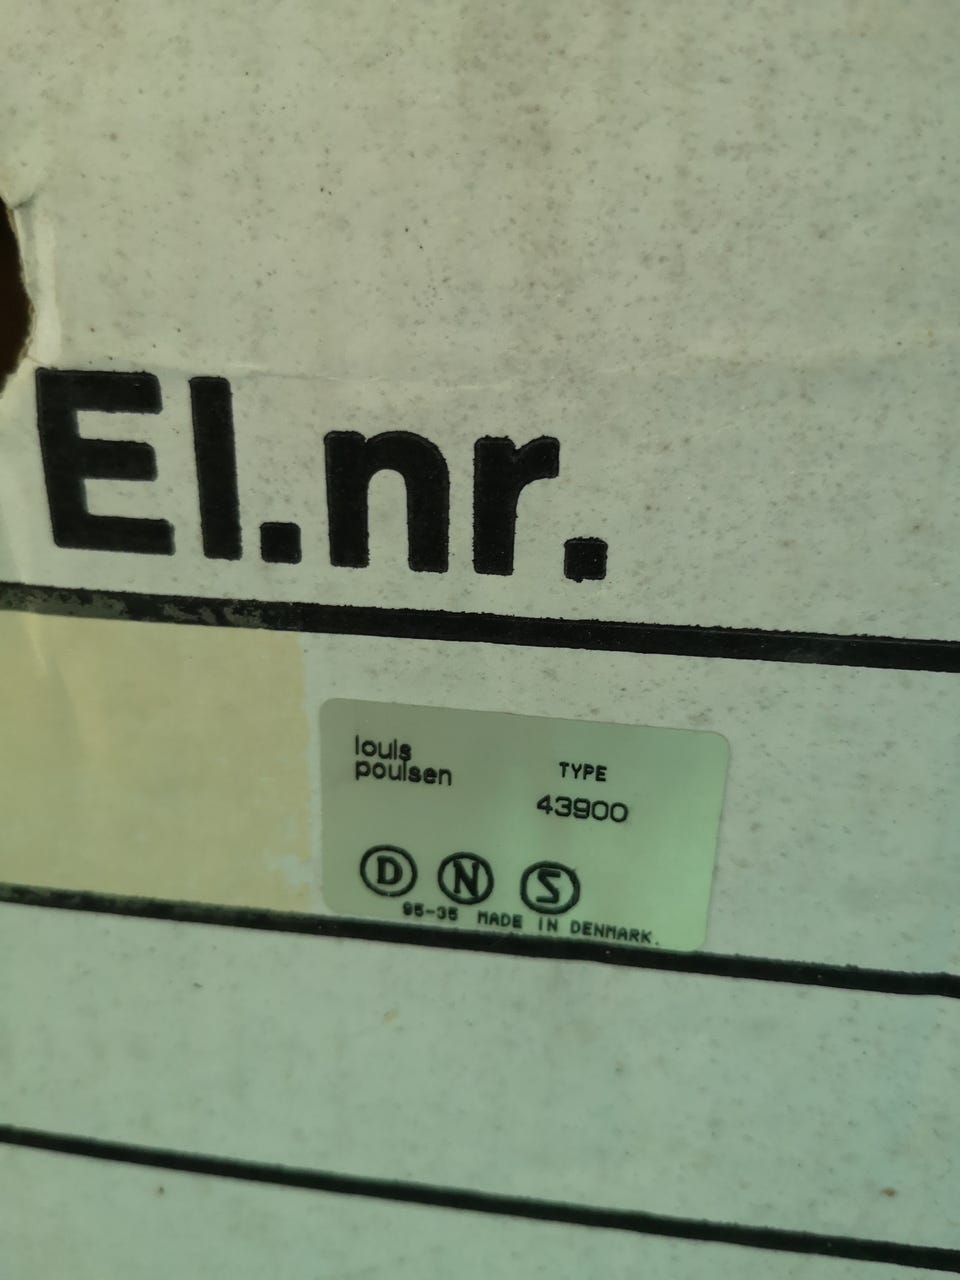 El.nr.
louis
poulsen
TYPE
43900
D N S
95-35 MADE IN DENMARK.